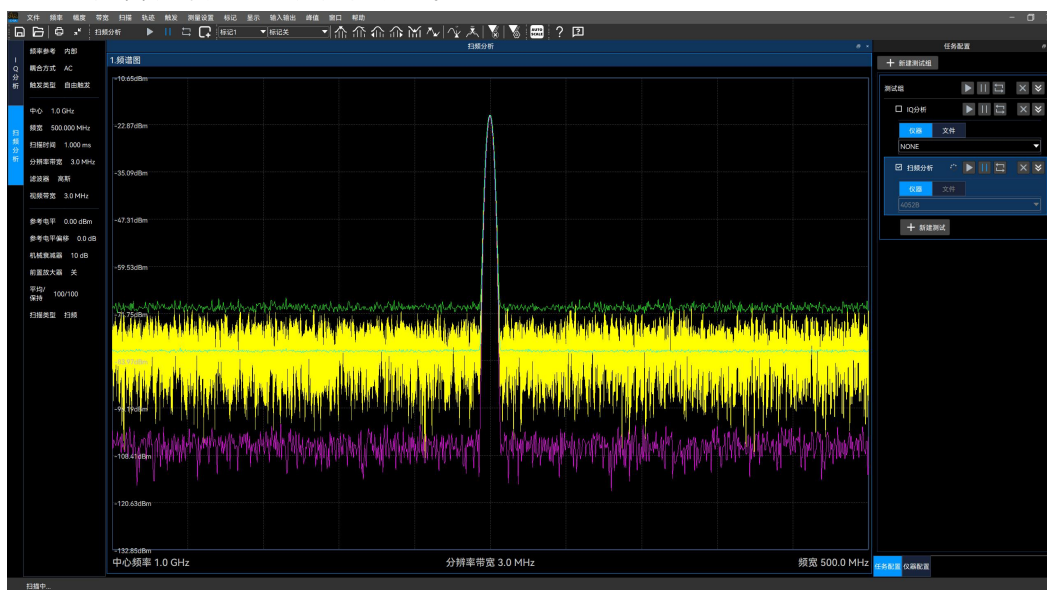 文件 频率 幅度 带宽 扫描 轨迹 触发 测量设置 标记 显示 输入输出 峰值 窗口 帮助
扫频分析 标记1 标记关 AUTO SCALE
IQ分析
扫频分析
频率参考 内部
耦合方式 AC
触发类型 自由触发
中心 1.0 GHz
频宽 500.000 MHz
扫描时间 1.000 ms
分辨率带宽 3.0 MHz
滤波器 高斯
视频带宽 3.0 MHz
参考电平 0.00 dBm
参考电平偏移 0.0 dB
机械衰减器 10 dB
前置放大器 关
平均/保持 100/100
扫描类型 扫频
扫频分析
1.频谱图
-10.65dBm
-22.87dBm
-35.09dBm
-47.31dBm
-59.53dBm
-71.75dBm
-83.97dBm
-96.19dBm
-108.41dBm
-120.63dBm
-132.85dBm
中心频率 1.0 GHz 分辨率带宽 3.0 MHz 频宽 500.0 MHz
任务配置
新建测试组
测试组
IQ分析
仪器 文件
NONE
扫频分析
仪器 文件
4052B
新建测试
任务配置 仪器配置
扫描中...